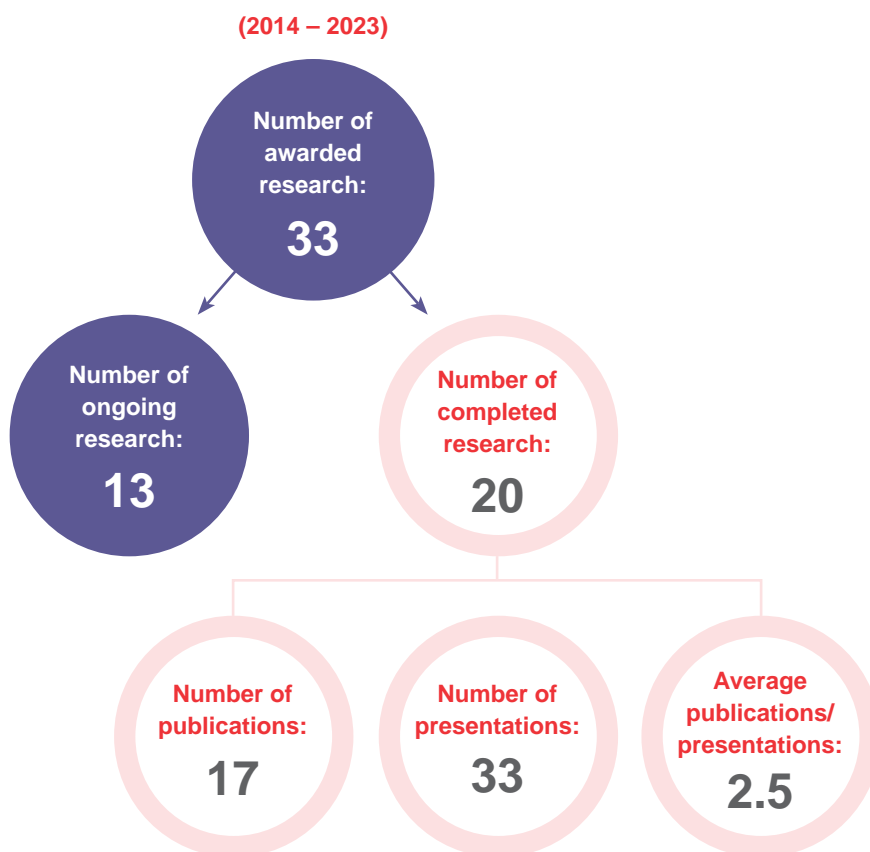 (2014 – 2023)
Number of
awarded
research:
33
Number of
ongoing
research:
13
Number of
completed
research:
20
Number of
publications:
17
Number of
presentations:
33
Average
publications/
presentations:
2.5